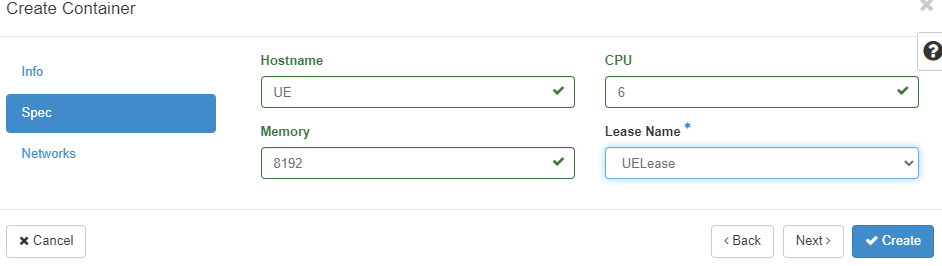 Create Container
×
Info
Spec
Networks
Hostname
CPU
UE
6
Memory
Lease Name *
8192
UELease
Cancel
Back
Next
Create